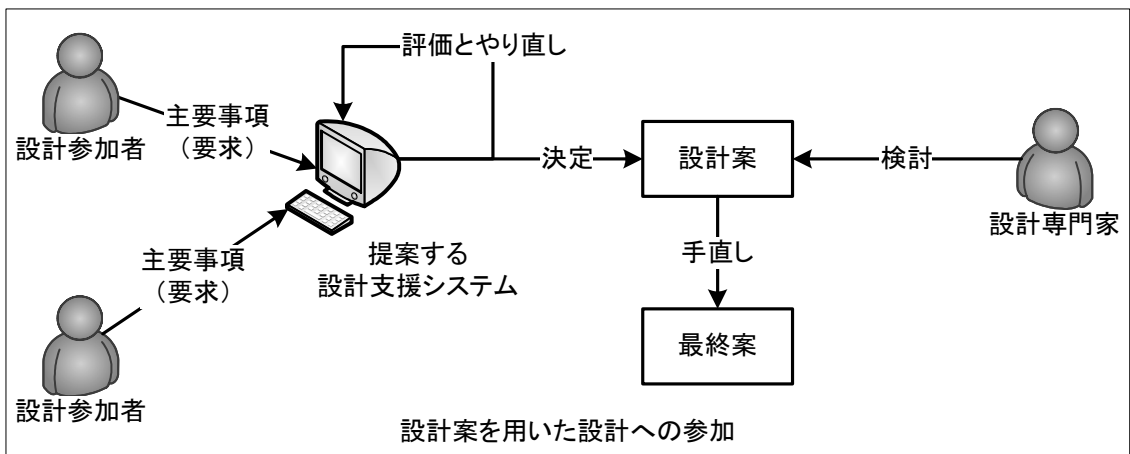 評価とやり直し
設計参加者
主要事項
（要求）
提案する
設計支援システム
主要事項
（要求）
設計参加者
決定
設計案
検討
設計専門家
手直し
最終案
設計案を用いた設計への参加